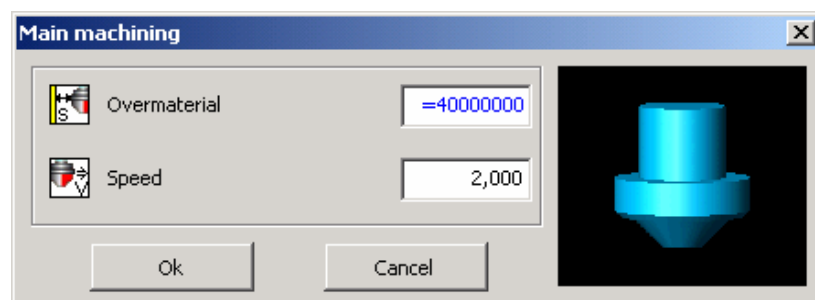 Main machining
Overmaterial =40000000
Speed 2,000
Ok Cancel